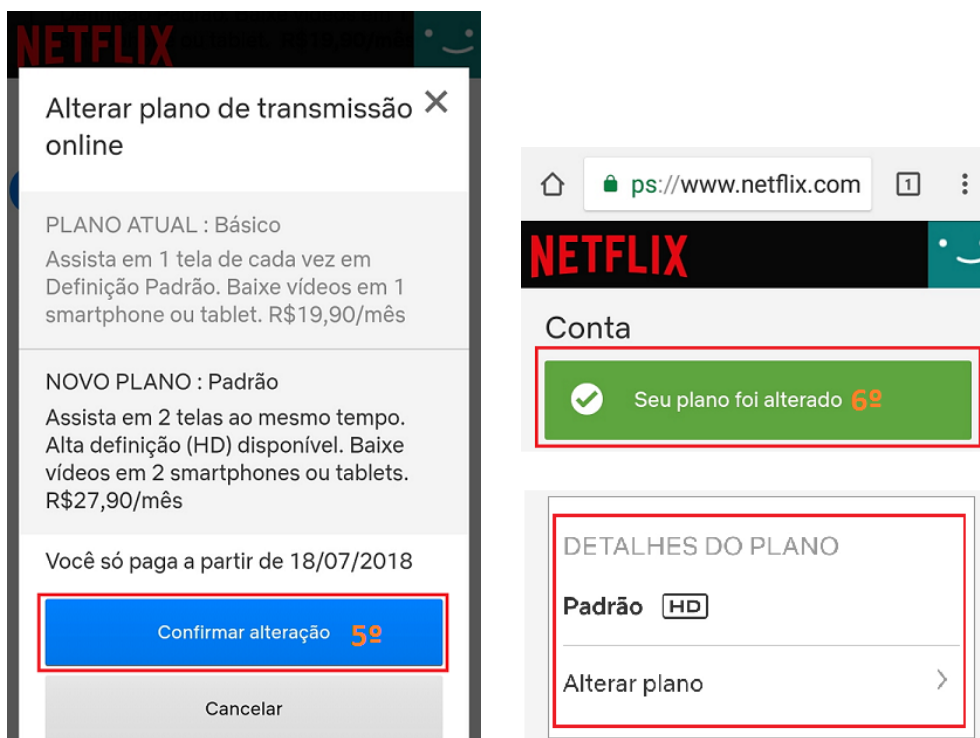 NETFLIX
Alterar plano de transmissão
online
PLANO ATUAL : Básico
Assista em 1 tela de cada vez em
Definição Padrão. Baixe vídeos em 1
smartphone ou tablet. R$19,90/mês
NOVO PLANO : Padrão
Assista em 2 telas ao mesmo tempo.
Alta definição (HD) disponível. Baixe
vídeos em 2 smartphones ou tablets.
R$27,90/mês
Você só paga a partir de 18/07/2018
Confirmar alteração 5º
Cancelar
ps://www.netflix.com 1
NETFLIX
Conta
Seu plano foi alterado 6º
DETALHES DO PLANO
Padrão HD
Alterar plano